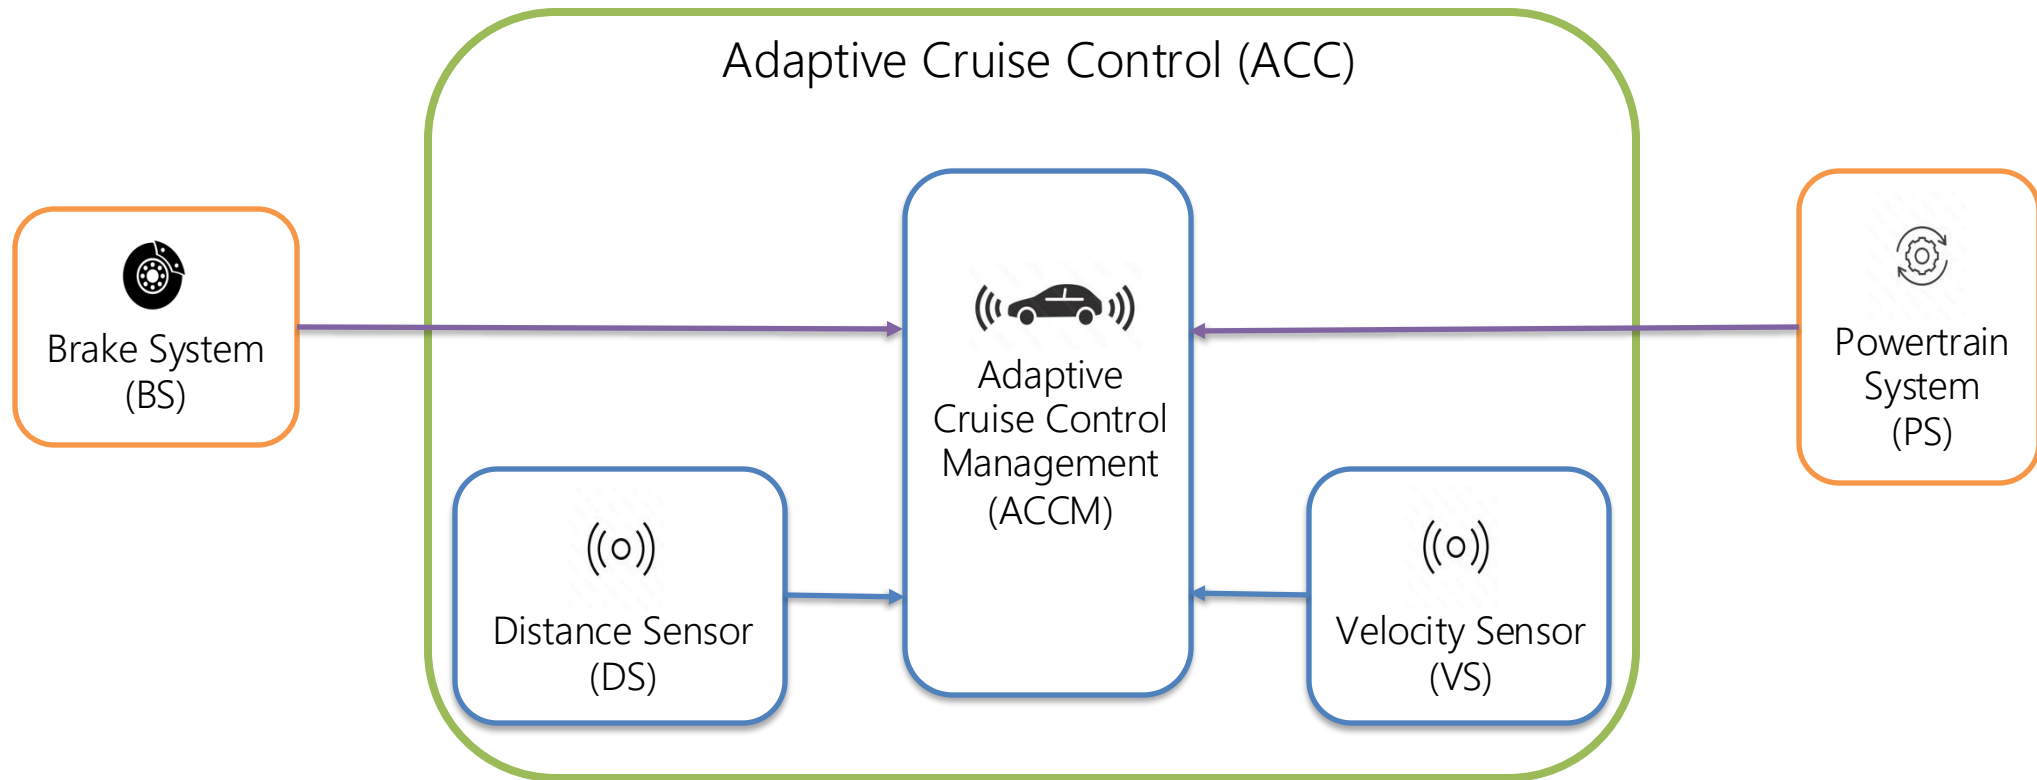 Adaptive Cruise Control (ACC)
Brake System
(BS)
Adaptive
Cruise Control
Management
(ACCM)
Powertrain
System
(PS)
Distance Sensor
(DS)
Velocity Sensor
(VS)